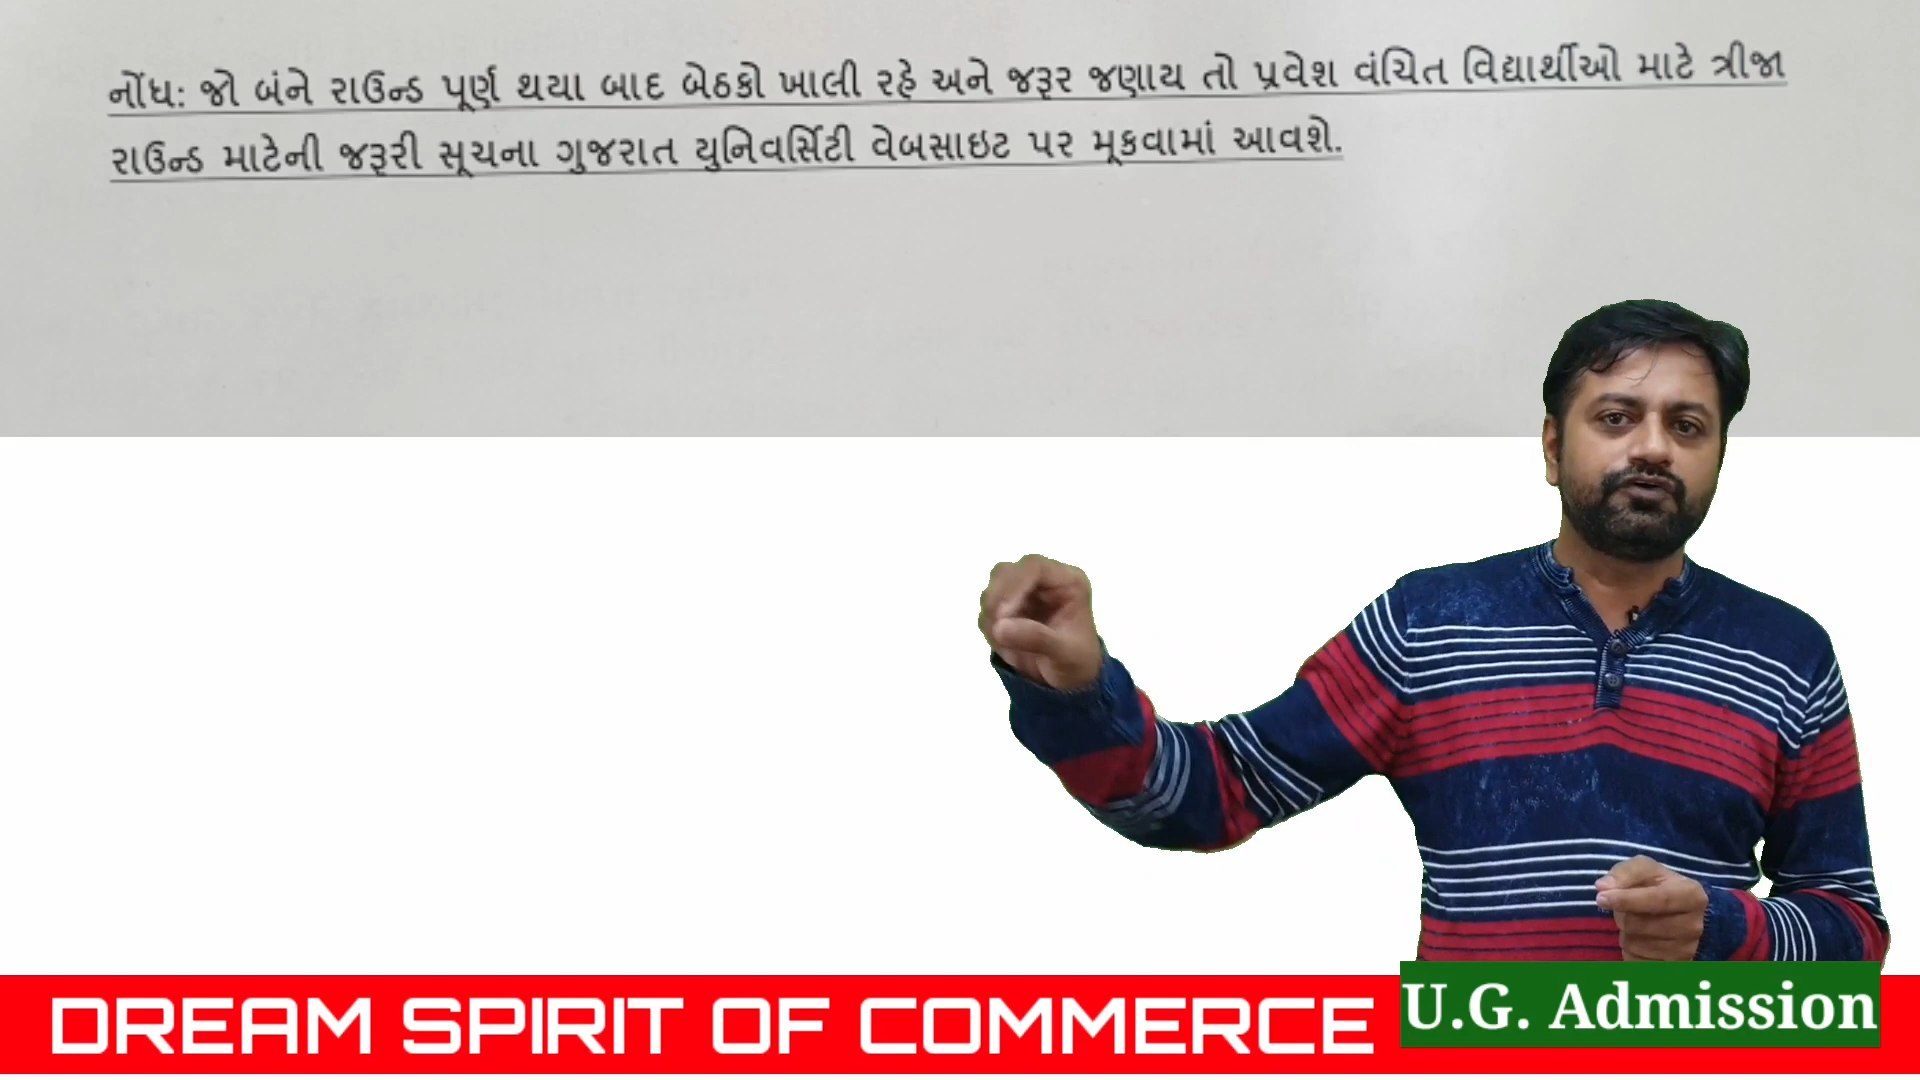 નોંધ: જો બંને રાઉન્ડ પૂર્ણ થયા બાદ બેઠકો ખાલી રહે અને જરૂર જણાય તો પ્રવેશ વંચિત વિદ્યાર્થીઓ માટે ત્રીજા
રાઉન્ડ માટેની જરૂરી સૂચના ગુજરાત યુનિવર્સિટી વેબસાઇટ પર મૂકવામાં આવશે.
DREAM SPIRIT OF COMMERCE
U.G. Admission